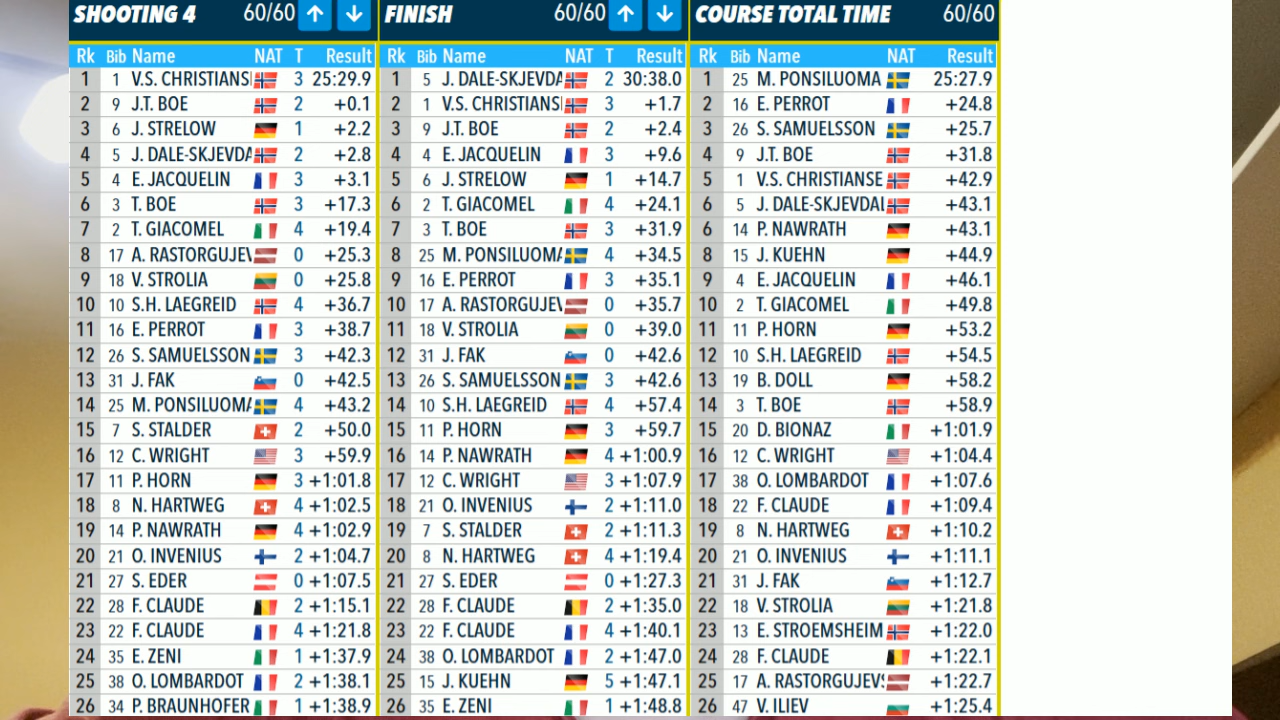 SHOOTING 4 60/60
Rk Bib Name NAT T Result
1 1 V.S. CHRISTIANS 3 25:29.9
2 9 J.T. BOE 2 +0.1
3 6 J. STRELOW 1 +2.2
4 5 J. DALE-SKJEVDA 2 +2.8
5 4 E. JACQUELIN 3 +3.1
6 3 T. BOE 3 +17.3
7 2 T. GIACOMEL 4 +19.4
8 17 A. RASTORGUJEV 0 +25.3
9 18 V. STROLIA 0 +25.8
10 10 S.H. LAEGREID 4 +36.7
11 16 E. PERROT 3 +38.7
12 26 S. SAMUELSSON 3 +42.3
13 31 J. FAK 0 +42.5
14 25 M. PONSILUOMA 4 +43.2
15 7 S. STALDER 2 +50.0
16 12 C. WRIGHT 3 +59.9
17 11 P. HORN 3 +1:01.8
18 8 N. HARTWEG 4 +1:02.5
19 14 P. NAWRATH 4 +1:02.9
20 21 O. INVENIUS 2 +1:04.7
21 27 S. EDER 0 +1:07.5
22 28 F. CLAUDE 2 +1:15.1
23 22 F. CLAUDE 4 +1:21.8
24 35 E. ZENI 1 +1:37.9
25 38 O. LOMBARDOT 2 +1:38.1
26 34 P. BRAUNHOFER 1 +1:38.9
FINISH 60/60
Rk Bib Name NAT T Result
1 5 J. DALE-SKJEVDA 2 30:38.0
2 1 V.S. CHRISTIANS 3 +1.7
3 9 J.T. BOE 2 +2.4
4 4 E. JACQUELIN 3 +9.6
5 6 J. STRELOW 1 +14.7
6 2 T. GIACOMEL 4 +24.1
7 3 T. BOE 3 +31.9
8 25 M. PONSILUOMA 4 +34.5
9 16 E. PERROT 3 +35.1
10 17 A. RASTORGUJEV 0 +35.7
11 18 V. STROLIA 0 +39.0
12 31 J. FAK 0 +42.6
13 26 S. SAMUELSSON 3 +42.6
14 10 S.H. LAEGREID 4 +57.4
15 11 P. HORN 3 +59.7
16 14 P. NAWRATH 4 +1:00.9
17 12 C. WRIGHT 3 +1:07.9
18 21 O. INVENIUS 2 +1:11.0
19 7 S. STALDER 2 +1:11.3
20 8 N. HARTWEG 4 +1:19.4
21 27 S. EDER 0 +1:27.3
22 28 F. CLAUDE 2 +1:35.0
23 22 F. CLAUDE 4 +1:40.1
24 38 O. LOMBARDOT 2 +1:47.0
25 15 J. KUEHN 5 +1:47.1
26 35 E. ZENI 1 +1:48.8
COURSE TOTAL TIME 60/60
Rk Bib Name NAT Result
1 25 M. PONSILUOMA 25:27.9
2 16 E. PERROT +24.8
3 26 S. SAMUELSSON +25.7
4 9 J.T. BOE +31.8
5 1 V.S. CHRISTIANSE +42.9
6 5 J. DALE-SKJEVDAL +43.1
6 14 P. NAWRATH +43.1
8 15 J. KUEHN +44.9
9 4 E. JACQUELIN +46.1
10 2 T. GIACOMEL +49.8
11 11 P. HORN +53.2
12 10 S.H. LAEGREID +54.5
13 19 B. DOLL +58.2
14 3 T. BOE +58.9
15 20 D. BIONAZ +1:01.9
16 12 C. WRIGHT +1:04.4
17 38 O. LOMBARDOT +1:07.6
18 22 F. CLAUDE +1:09.4
19 8 N. HARTWEG +1:10.2
20 21 O. INVENIUS +1:11.1
21 31 J. FAK +1:12.7
22 18 V. STROLIA +1:21.8
23 13 E. STROEMSHEIM +1:22.0
24 28 F. CLAUDE +1:22.1
25 17 A. RASTORGUJEVS +1:22.7
26 47 V. ILIEV +1:25.4